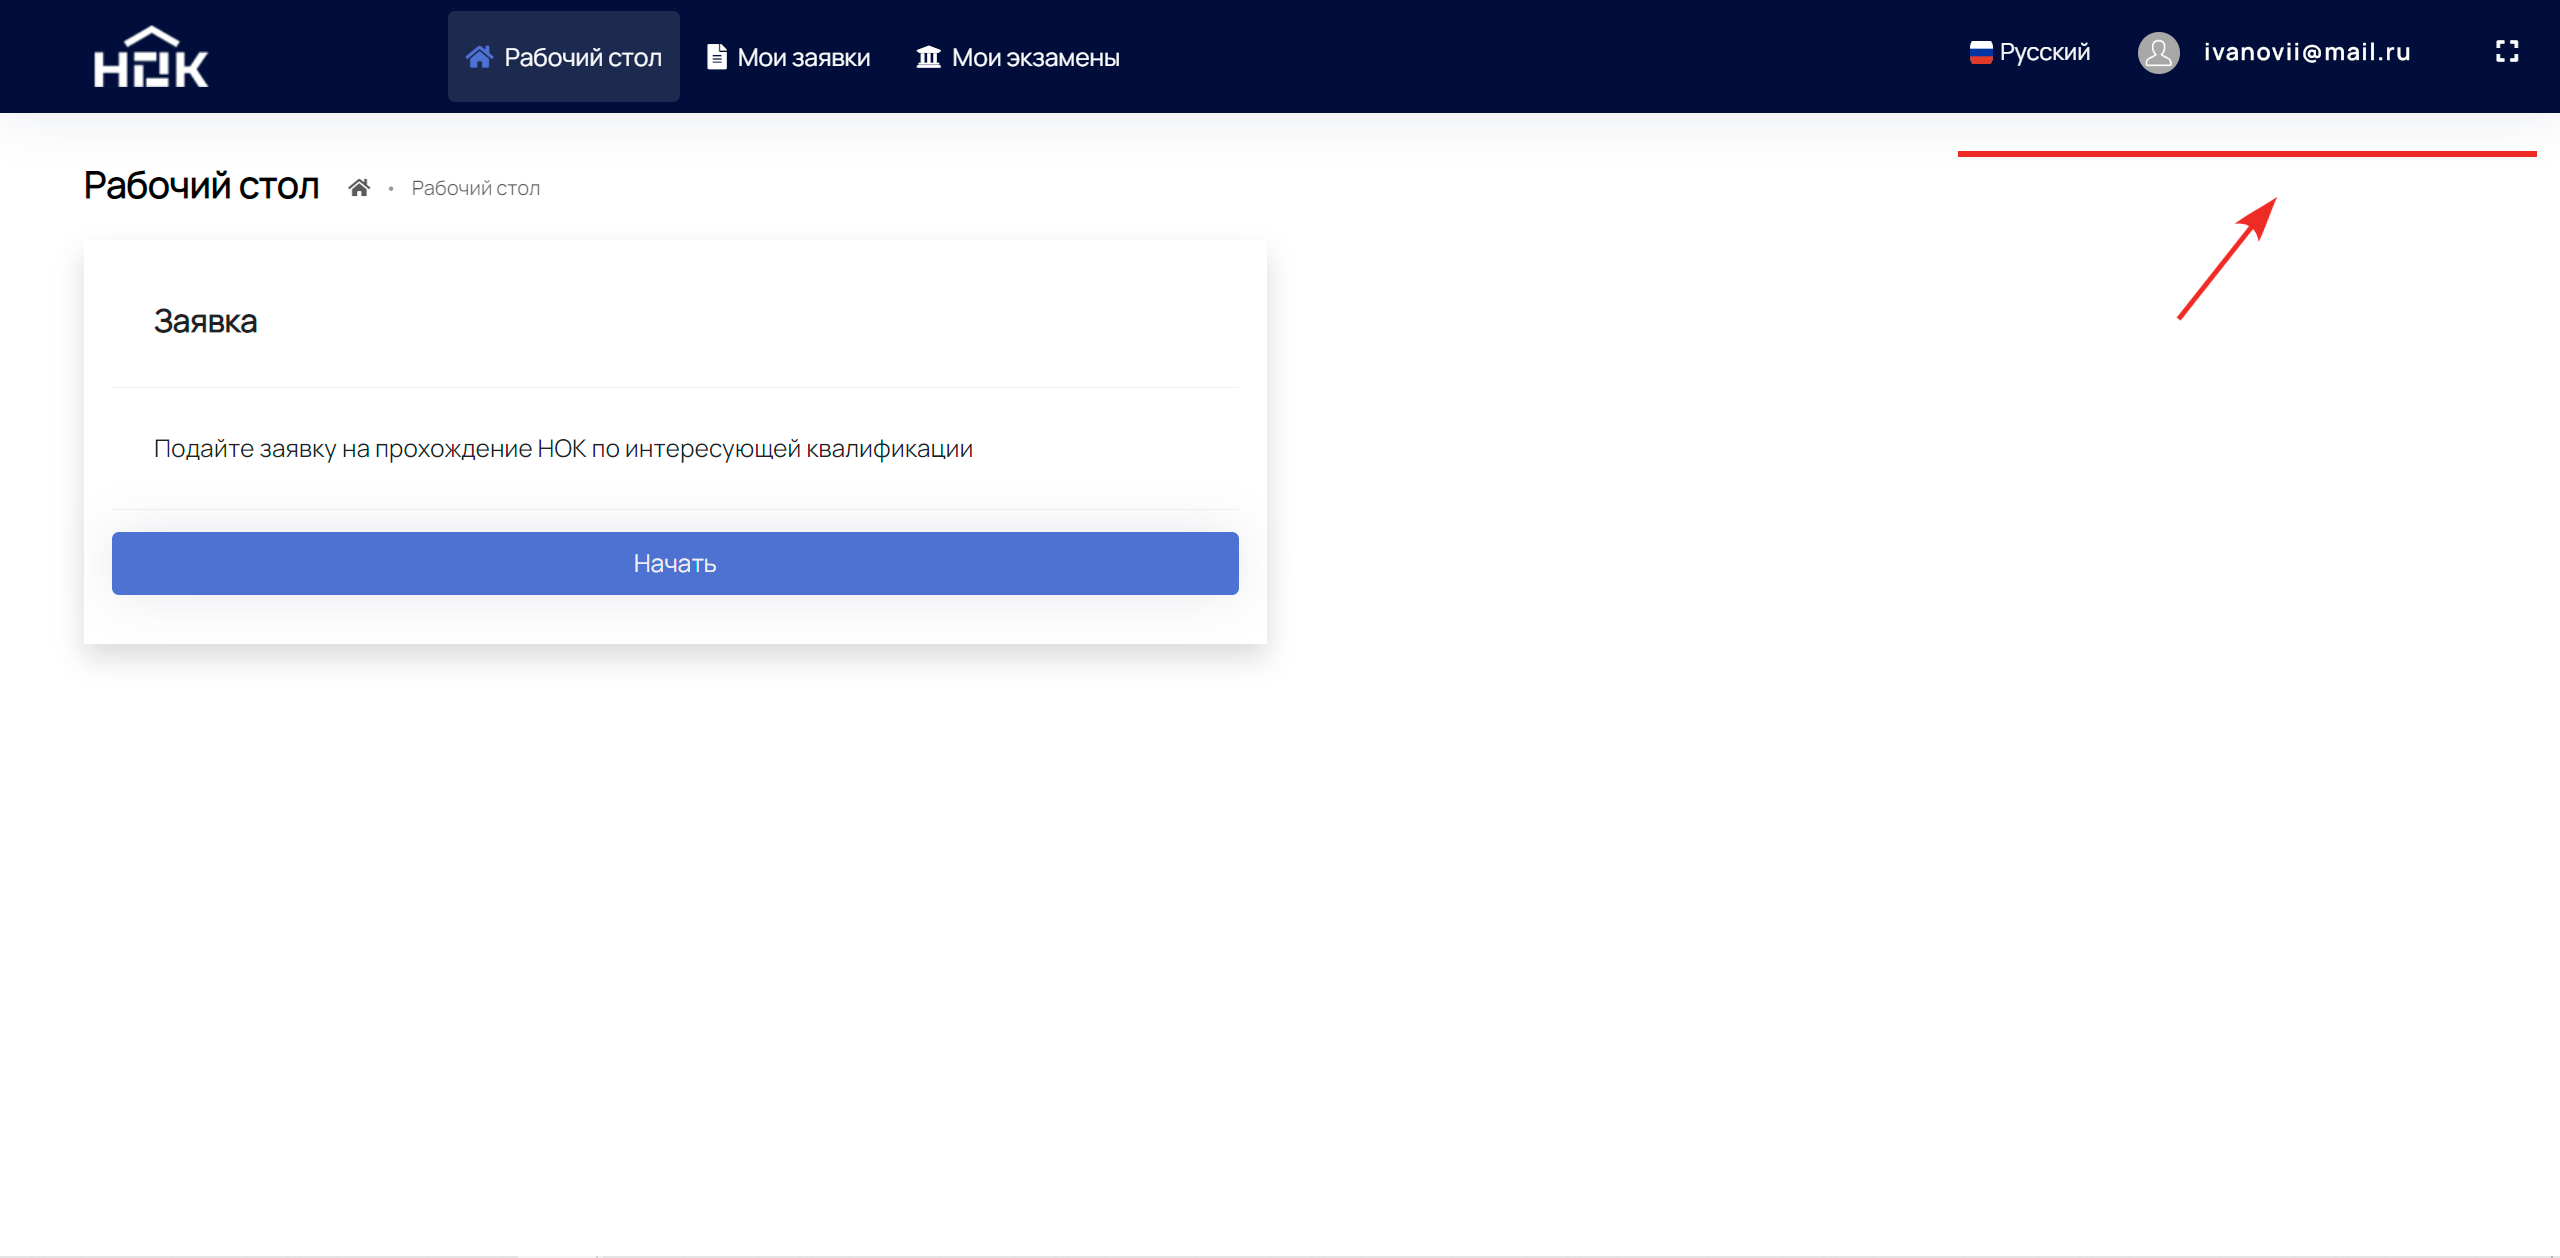 НОК
Рабочий стол
Мои заявки
Мои экзамены
Русский
ivanovii@mail.ru
Рабочий стол
• Рабочий стол
Заявка
Подайте заявку на прохождение НОК по интересующей квалификации
Начать